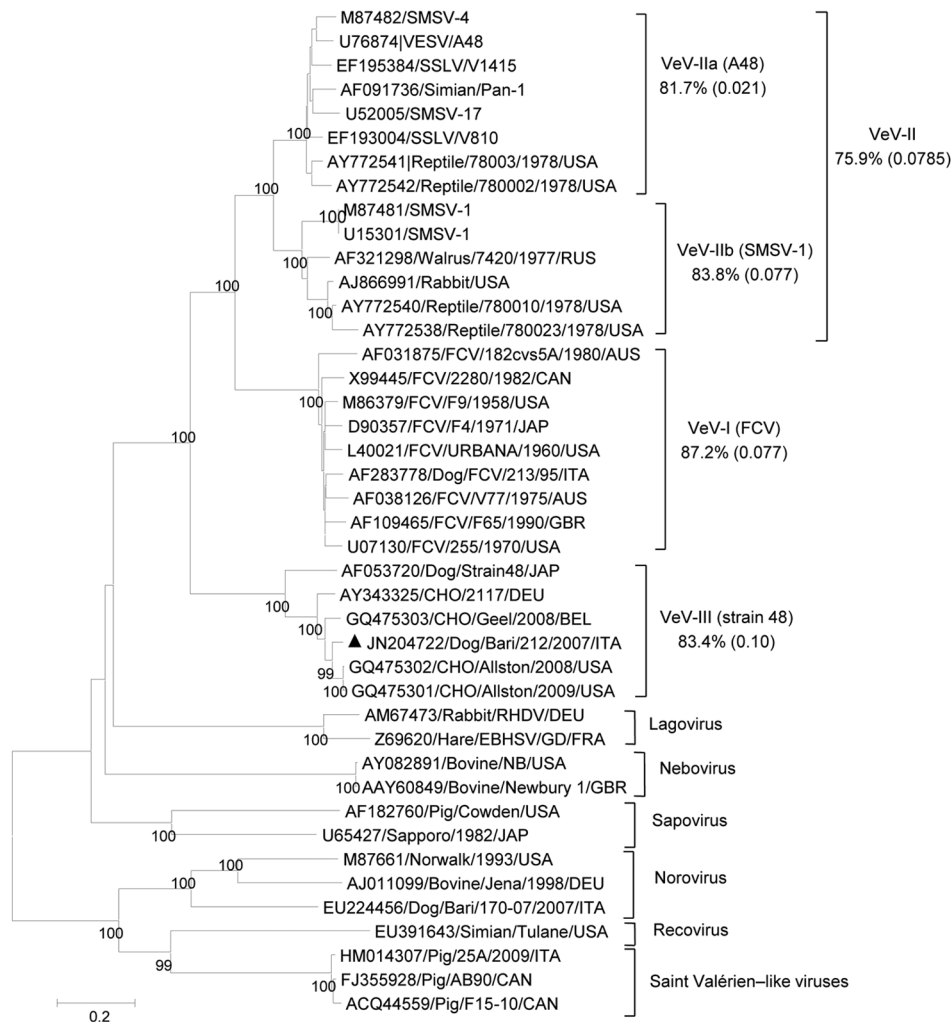 M87482/SMSV-4
U76874|VESV/A48
EF195384/SSLV/V1415
AF091736/Simian/Pan-1
U52005/SMSV-17
EF193004/SSLV/V810
AY772541|Reptile/78003/1978/USA
AY772542/Reptile/780002/1978/USA
M87481/SMSV-1
U15301/SMSV-1
AF321298/Walrus/7420/1977/RUS
AJ866991/Rabbit/USA
AY772540/Reptile/780010/1978/USA
AY772538/Reptile/780023/1978/USA
AF031875/FCV/182cvs5A/1980/AUS
X99445/FCV/2280/1982/CAN
M86379/FCV/F9/1958/USA
D90357/FCV/F4/1971/JAP
L40021/FCV/URBANA/1960/USA
AF283778/Dog/FCV/213/95/ITA
AF038126/FCV/V77/1975/AUS
AF109465/FCV/F65/1990/GBR
U07130/FCV/255/1970/USA
AF053720/Dog/Strain48/JAP
AY343325/CHO/2117/DEU
GQ475303/CHO/Geel/2008/BEL
JN204722/Dog/Bari/212/2007/ITA
GQ475302/CHO/Allston/2008/USA
GQ475301/CHO/Allston/2009/USA
AM67473/Rabbit/RHDV/DEU
Z69620/Hare/EBHSV/GD/FRA
AY082891/Bovine/NB/USA
AAY60849/Bovine/Newbury 1/GBR
AF182760/Pig/Cowden/USA
U65427/Sapporo/1982/JAP
M87661/Norwalk/1993/USA
AJ011099/Bovine/Jena/1998/DEU
EU224456/Dog/Bari/170-07/2007/ITA
EU391643/Simian/Tulane/USA
HM014307/Pig/25A/2009/ITA
FJ355928/Pig/AB90/CAN
ACQ44559/Pig/F15-10/CAN
VeV-IIa (A48)
81.7% (0.021)
VeV-II
75.9% (0.0785)
VeV-IIb (SMSV-1)
83.8% (0.077)
VeV-I (FCV)
87.2% (0.077)
VeV-III (strain 48)
83.4% (0.10)
Lagovirus
Nebovirus
Sapovirus
Norovirus
Recovirus
Saint Valérien–like viruses
100
100
100
100
100
100
100
100
100
100
99
100
100
100
100
100
100
100
99
100
0.2